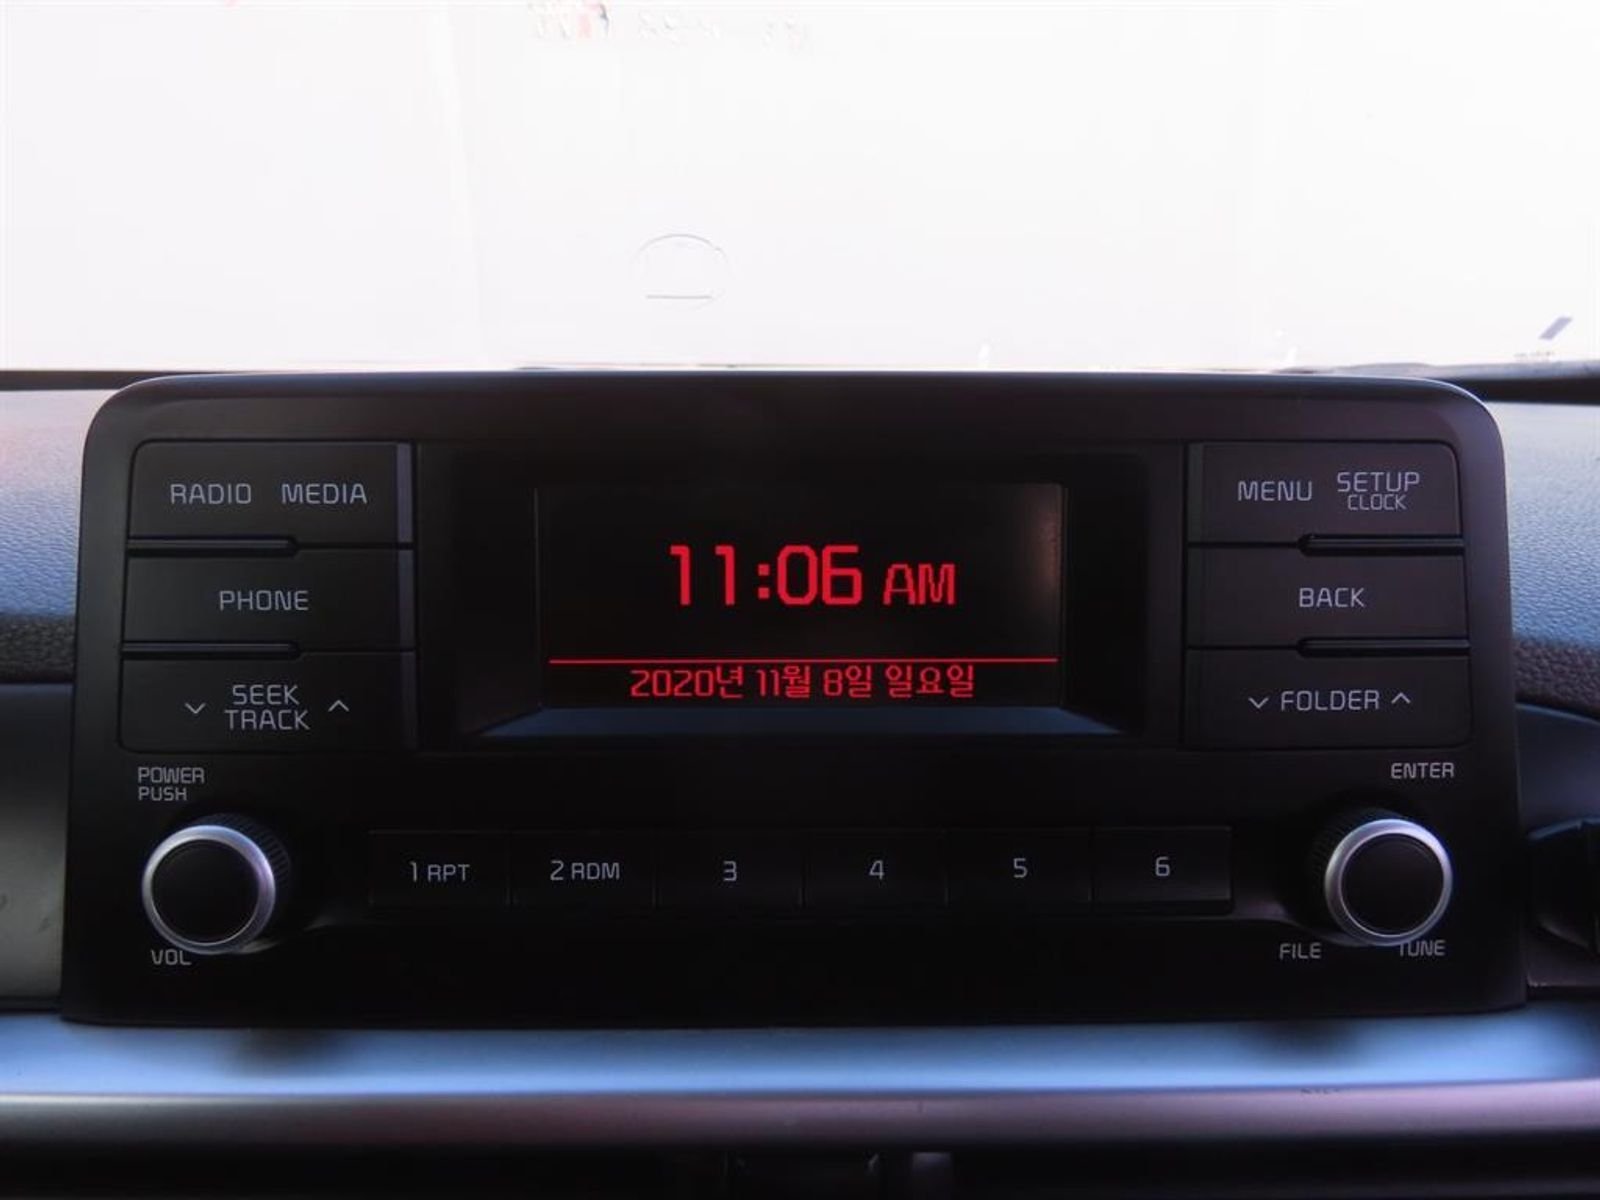 RADIO MEDIA
MENU SETUP
CLOCK
11:06 AM
PHONE
BACK
2020년 11월 8일 일요일
SEEK
TRACK
FOLDER
POWER
PUSH
ENTER
1 RPT 2 RDM 3 4 5 6
VOL
FILE TUNE